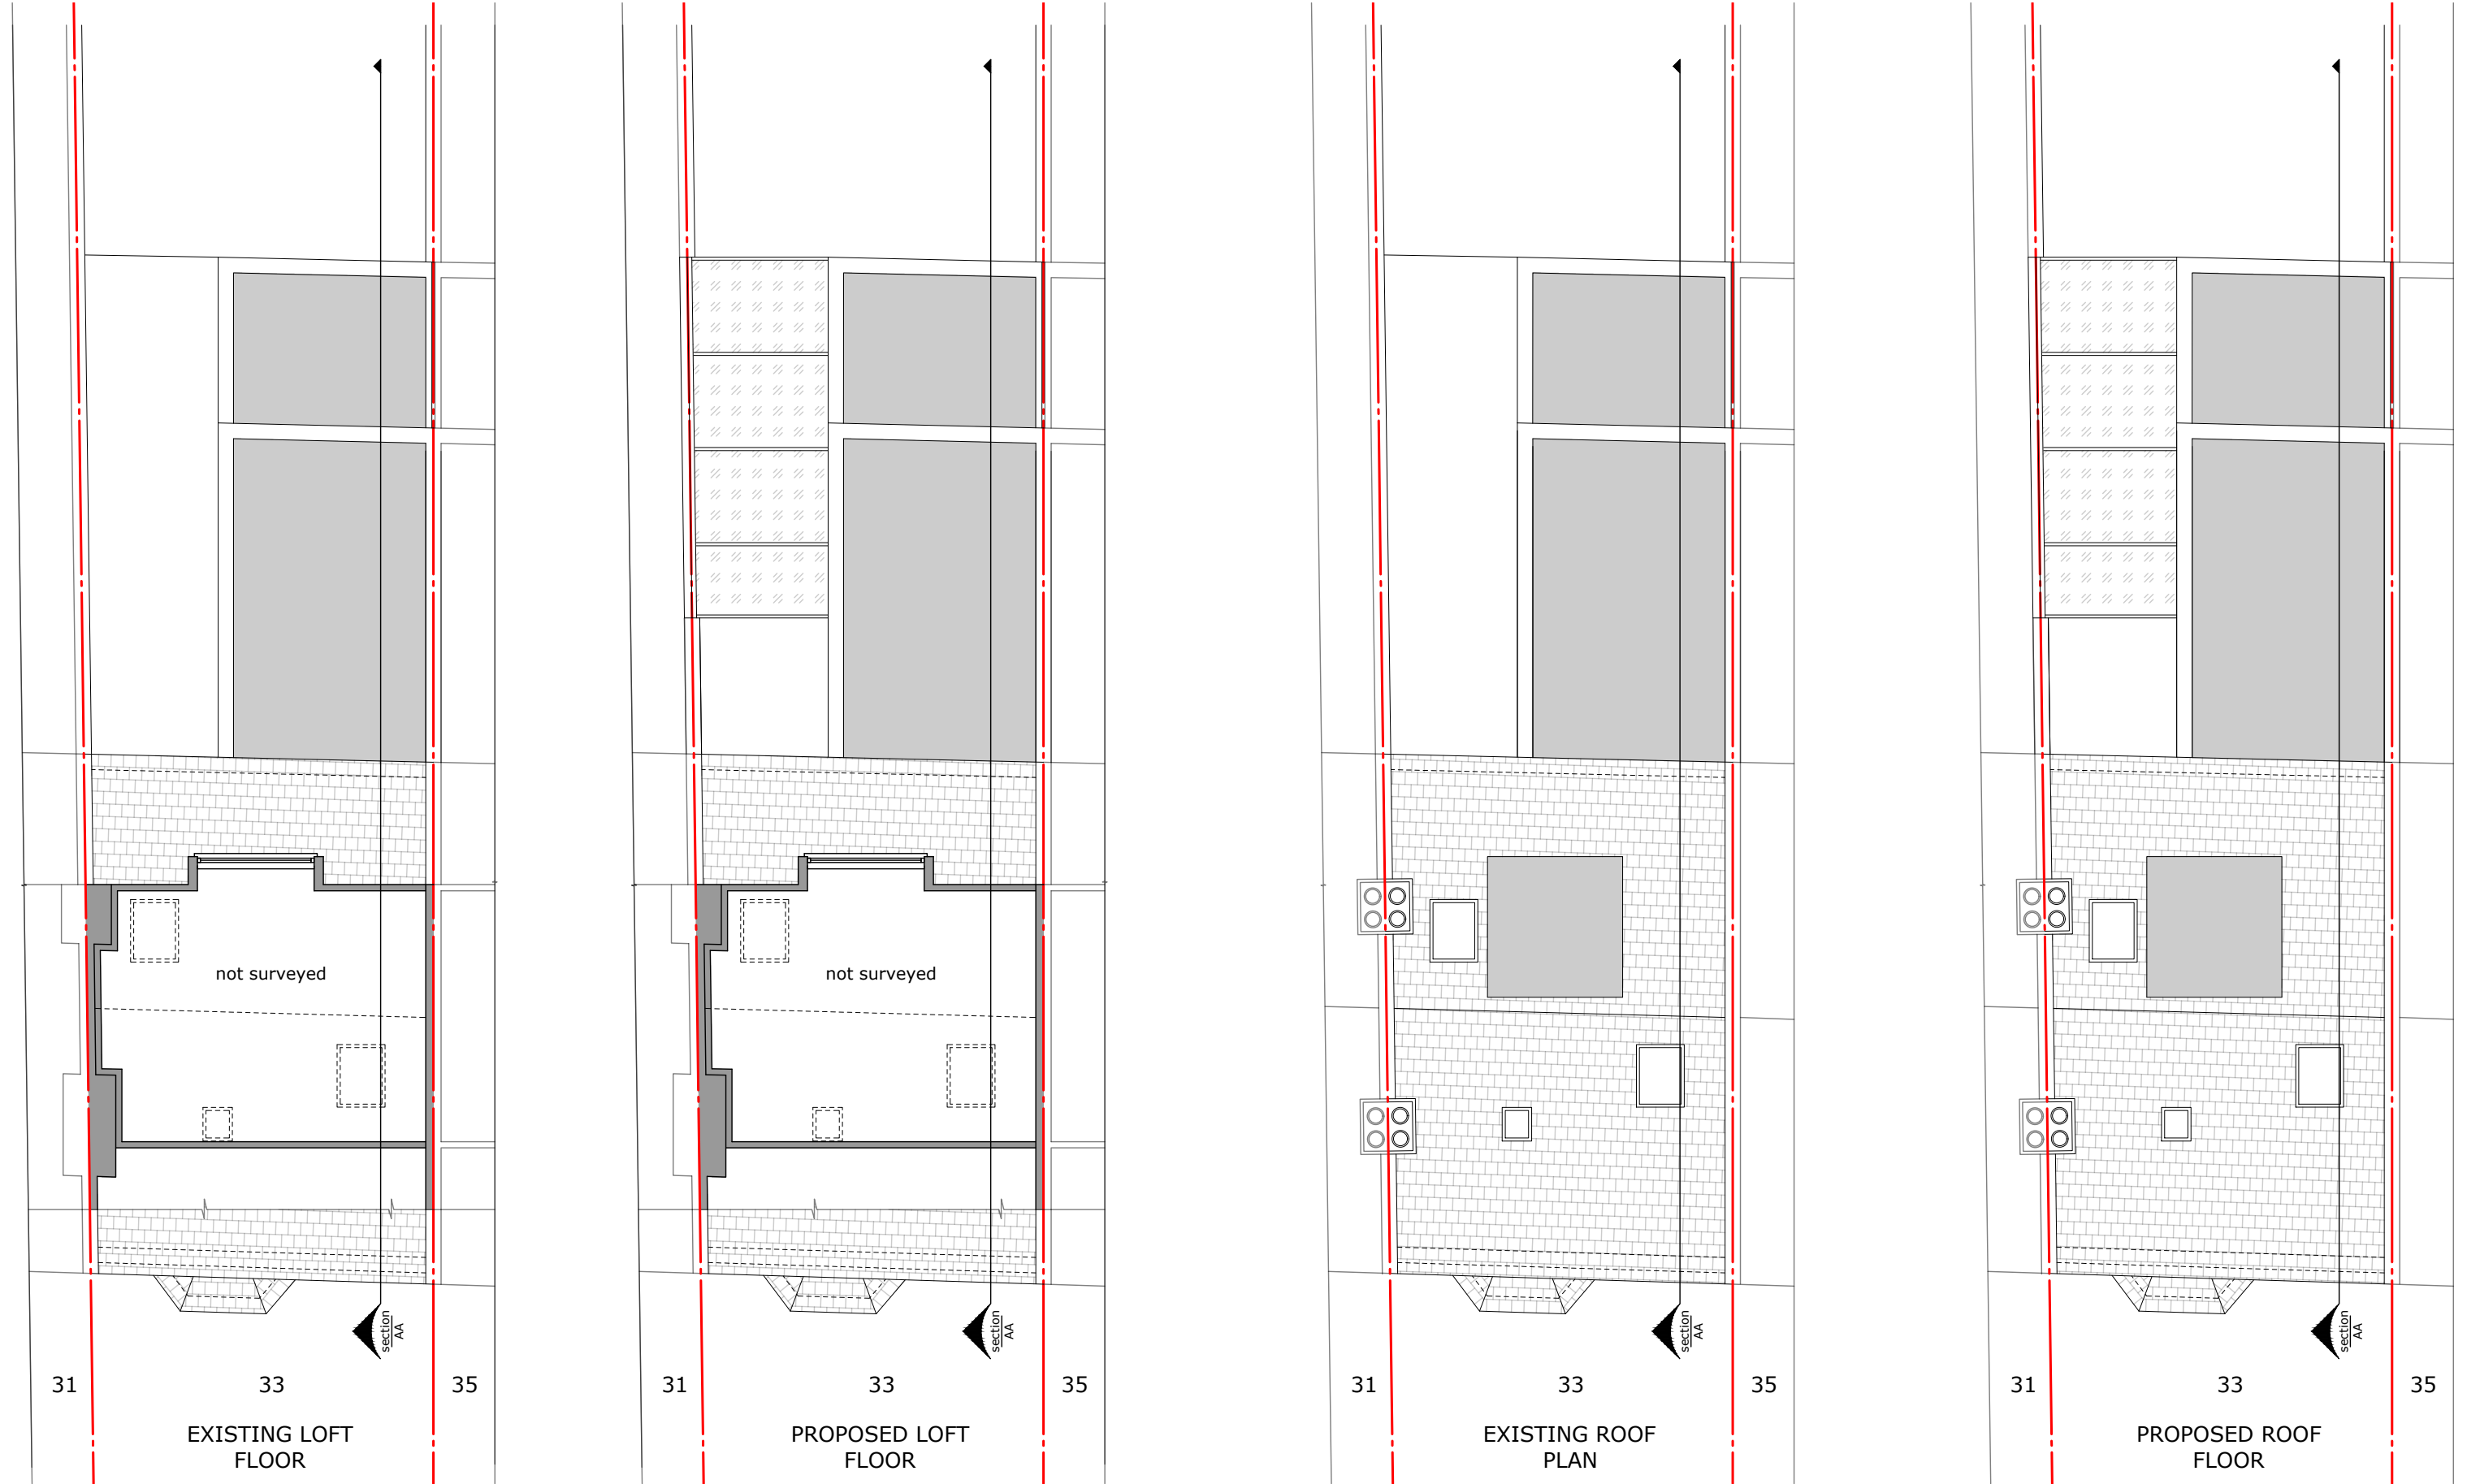 not surveyed
section
AA
31
33
35
EXISTING LOFT
FLOOR
not surveyed
section
AA
31
33
35
PROPOSED LOFT
FLOOR
section
AA
31
33
35
EXISTING ROOF
PLAN
section
AA
31
33
35
PROPOSED ROOF
FLOOR